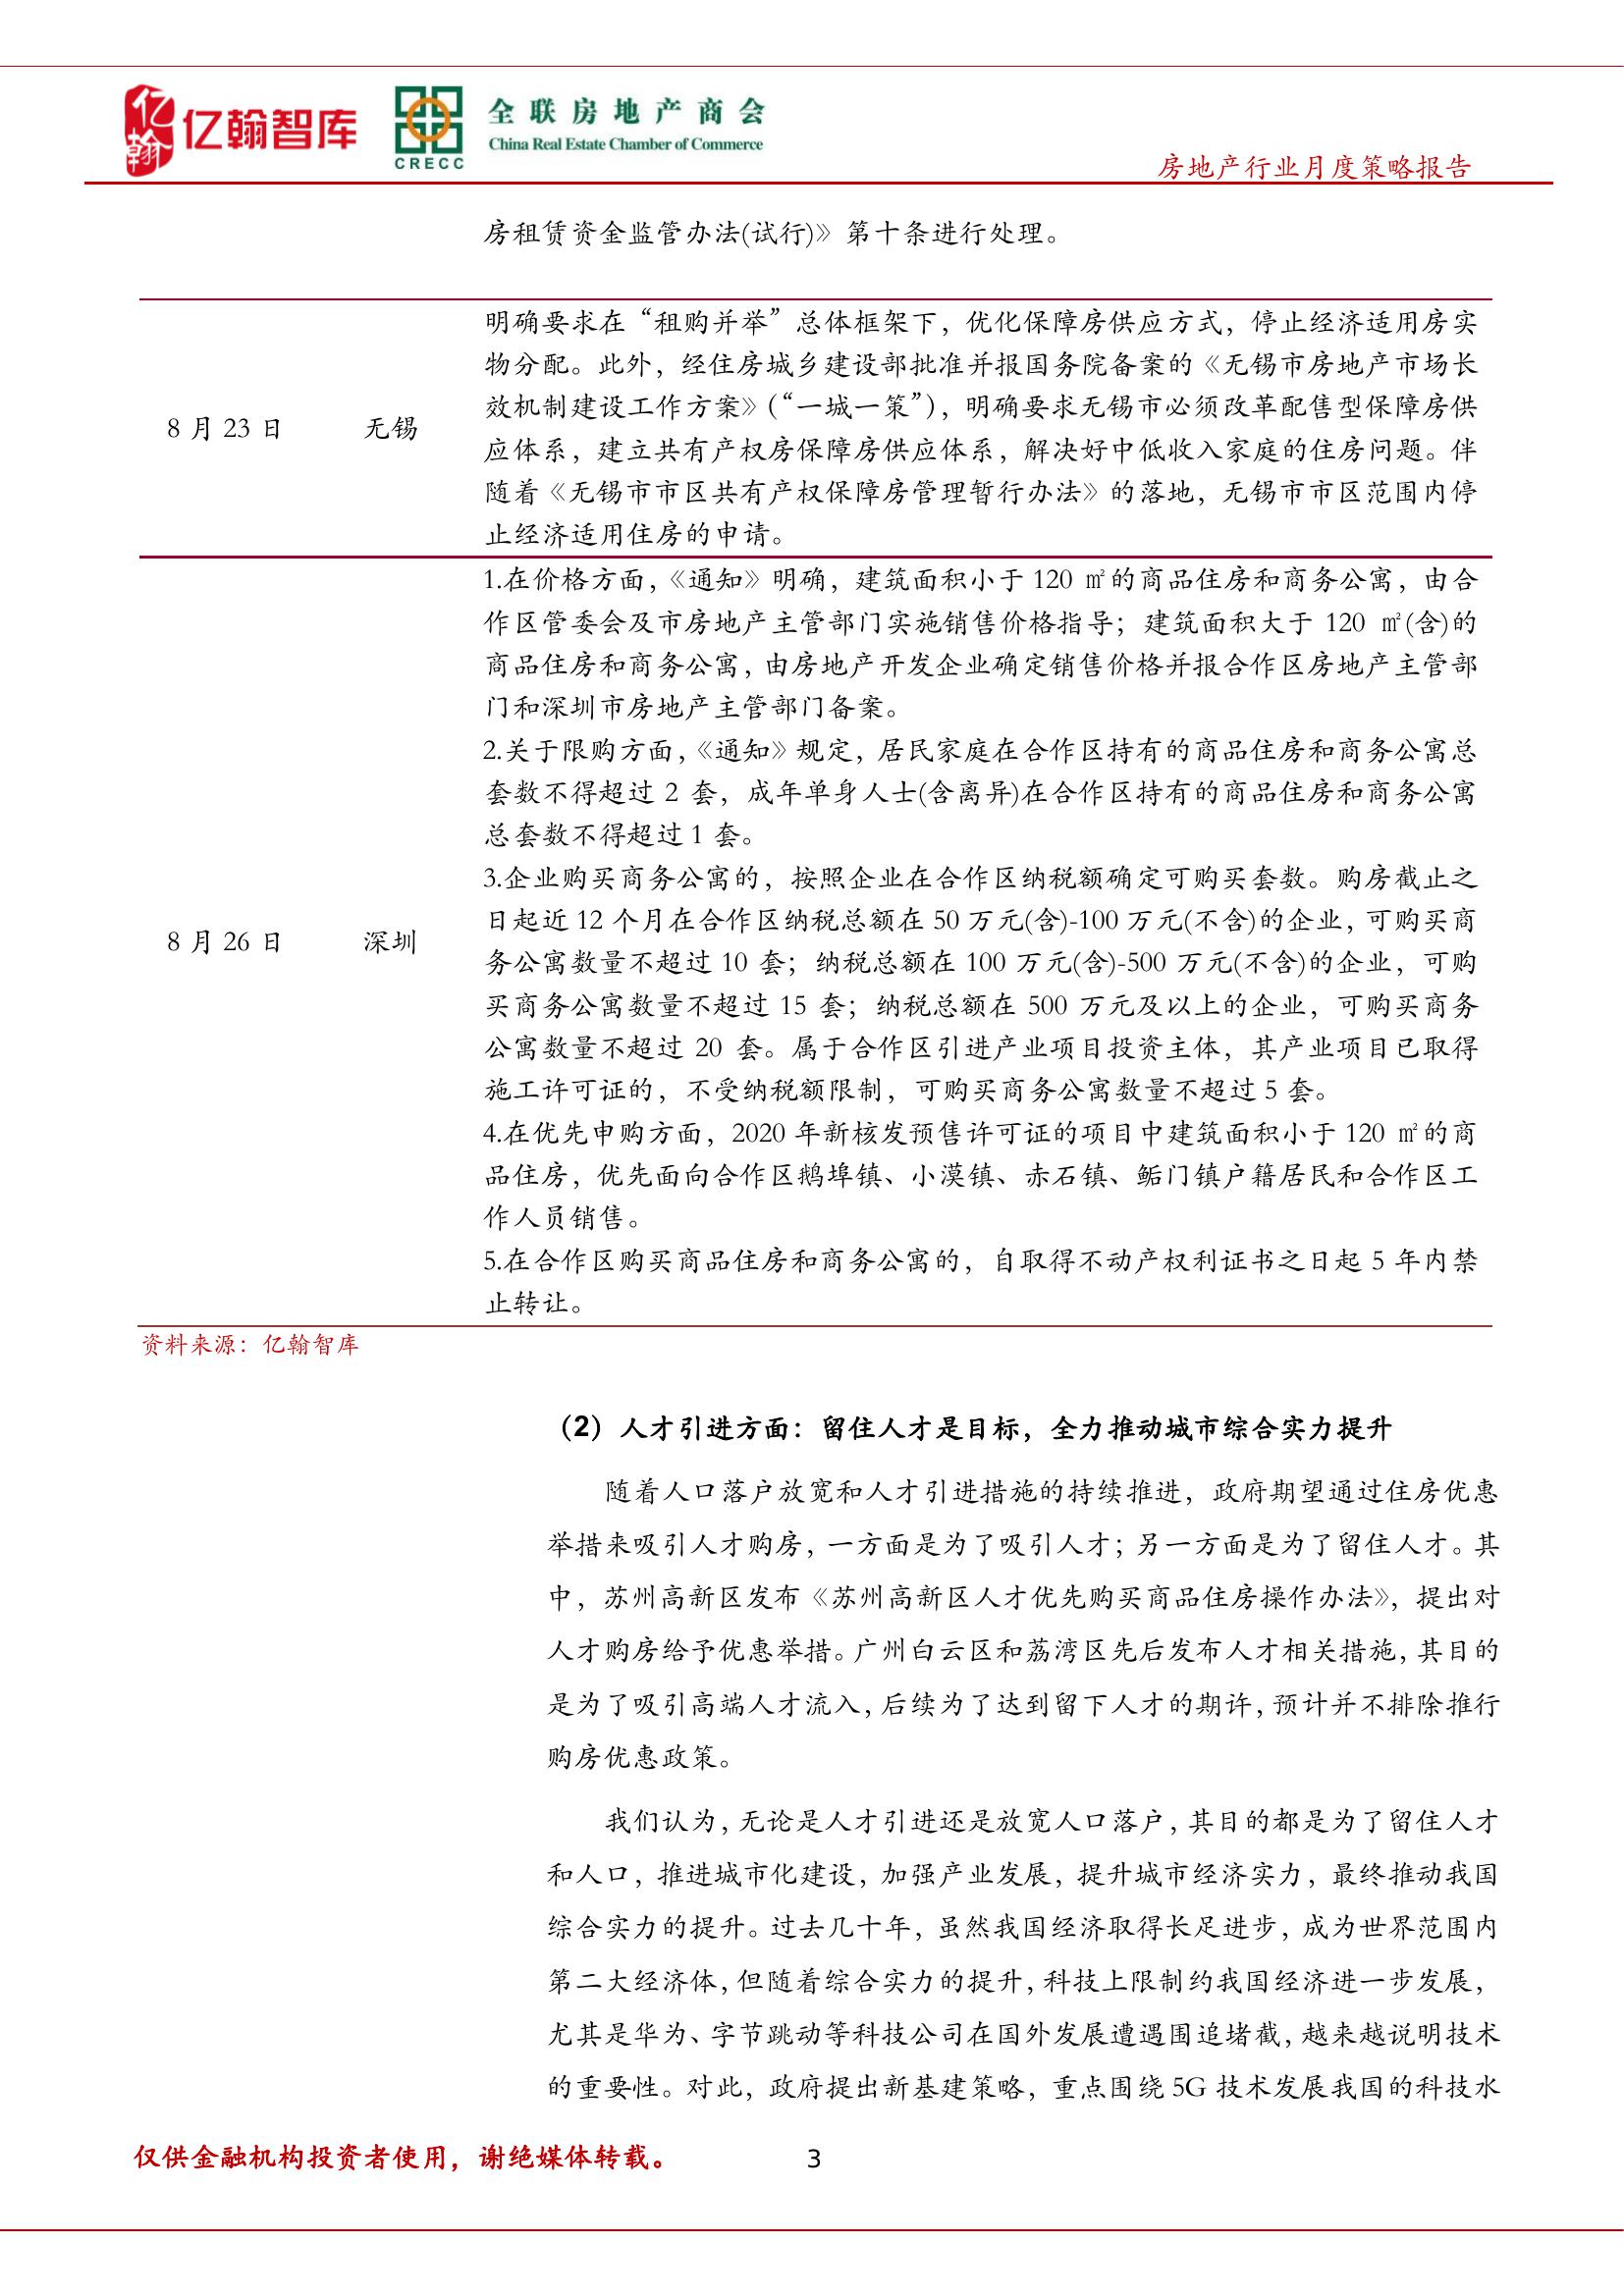 亿翰
亿翰智库
CRECC
全联房地产商会
China Real Estate Chamber of Commerce
房地产行业月度策略报告
房租赁资金监管办法(试行)》第十条进行处理。
明确要求在“租购并举”总体框架下，优化保障房供应方式，停止经济适用房实
物分配。此外，经住房城乡建设部批准并报国务院备案的《无锡市房地产市场长
效机制建设工作方案》（“一城一策”），明确要求无锡市必须改革配售型保障房供
8 月 23 日 无锡
应体系，建立共有产权房保障房供应体系，解决好中低收入家庭的住房问题。伴
随着《无锡市市区共有产权保障房管理暂行办法》的落地，无锡市市区范围内停
止经济适用住房的申请。
1.在价格方面，《通知》明确，建筑面积小于 120 ㎡的商品住房和商务公寓，由合
作区管委会及市房地产主管部门实施销售价格指导；建筑面积大于 120 ㎡(含)的
商品住房和商务公寓，由房地产开发企业确定销售价格并报合作区房地产主管部
门和深圳市房地产主管部门备案。
2.关于限购方面，《通知》规定，居民家庭在合作区持有的商品住房和商务公寓总
套数不得超过 2 套，成年单身人士(含离异)在合作区持有的商品住房和商务公寓
总套数不得超过 1 套。
3.企业购买商务公寓的，按照企业在合作区纳税额确定可购买套数。购房截止之
日起近 12 个月在合作区纳税总额在 50 万元(含)-100 万元(不含)的企业，可购买商
8 月 26 日 深圳
务公寓数量不超过 10 套；纳税总额在 100 万元(含)-500 万元(不含)的企业，可购
买商务公寓数量不超过 15 套；纳税总额在 500 万元及以上的企业，可购买商务
公寓数量不超过 20 套。属于合作区引进产业项目投资主体，其产业项目已取得
施工许可证的，不受纳税额限制，可购买商务公寓数量不超过 5 套。
4.在优先申购方面，2020 年新核发预售许可证的项目中建筑面积小于 120 ㎡的商
品住房，优先面向合作区鹅埠镇、小漠镇、赤石镇、鲘门镇户籍居民和合作区工
作人员销售。
5.在合作区购买商品住房和商务公寓的，自取得不动产权利证书之日起 5 年内禁
止转让。
资料来源：亿翰智库
（2）人才引进方面：留住人才是目标，全力推动城市综合实力提升
随着人口落户放宽和人才引进措施的持续推进，政府期望通过住房优惠
举措来吸引人才购房，一方面是为了吸引人才；另一方面是为了留住人才。其
中，苏州高新区发布《苏州高新区人才优先购买商品住房操作办法》，提出对
人才购房给予优惠举措。广州白云区和荔湾区先后发布人才相关措施，其目的
是为了吸引高端人才流入，后续为了达到留下人才的期许，预计并不排除推行
购房优惠政策。
我们认为，无论是人才引进还是放宽人口落户，其目的都是为了留住人才
和人口，推进城市化建设，加强产业发展，提升城市经济实力，最终推动我国
综合实力的提升。过去几十年，虽然我国经济取得长足进步，成为世界范围内
第二大经济体，但随着综合实力的提升，科技上限制约我国经济进一步发展，
尤其是华为、字节跳动等科技公司在国外发展遭遇围追堵截，越来越说明技术
的重要性。对此，政府提出新基建策略，重点围绕 5G 技术发展我国的科技水
仅供金融机构投资者使用，谢绝媒体转载。
3